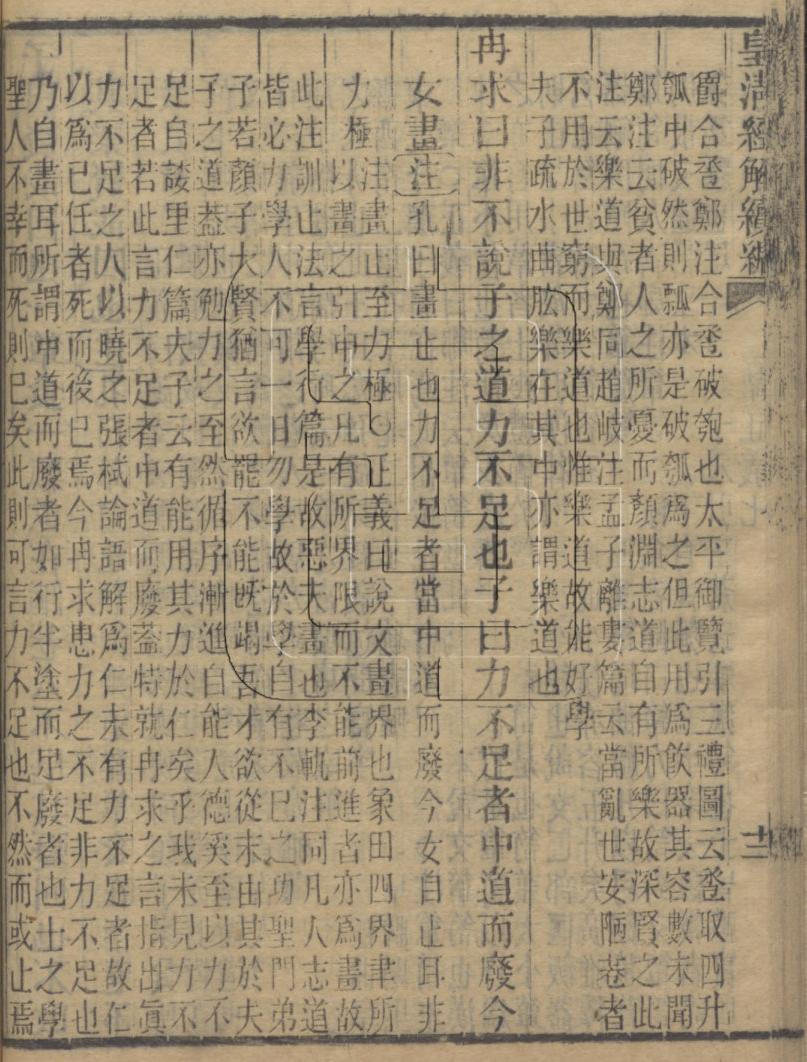 皇清經解續編
爵合巹鄭注合巹破匏也太平御覽引三禮圖云巹取四升
瓠中破然則瓢亦是破瓠爲之但此用爲飲器其容數未聞
鄭注云貧者人之所憂而顏淵志道自有所樂故深賢之此
注云樂道與鄭同趙岐注孟子離婁篇云當亂世安陋巷者
不用於世窮而樂道也惟樂道故能好學
夫子疏水曲肱樂在其中亦謂樂道也
冉求曰非不說子之道力不足也子曰力不足者中道而廢今
女畫注孔曰畫止也力不足者當中道而廢今女自止耳非
力極注畫止至力極○正義曰說文畫界也象田四界聿所
以畫之引申之凡有所界限而不能前進者亦爲畫故
此注訓止法言學行篇是故惡夫畫也李軌注同凡人志道
皆必力學人不可一日勿學故於學自有不已之功聖門弟
子若顏子大賢猶言欲罷不能既竭吾才欲從末由其於夫
子之道蓋亦勉力之至然循序漸進自能人德奚至以力不
足自諉里仁篇夫子云有能用其力於仁矣乎我未見力不
足者若此言力不足者中道而廢蓋特就冉求之言指出眞
力不足之人以曉之張栻論語解爲仁未有力不足者故仁
以爲已任者死而後已焉今冉求患力之不足非力不足也
乃自畫耳所謂中道而廢者如行半塗而足廢者也士之學
聖人不幸而死則已矣此則可言力不足也不然而或止焉
十二